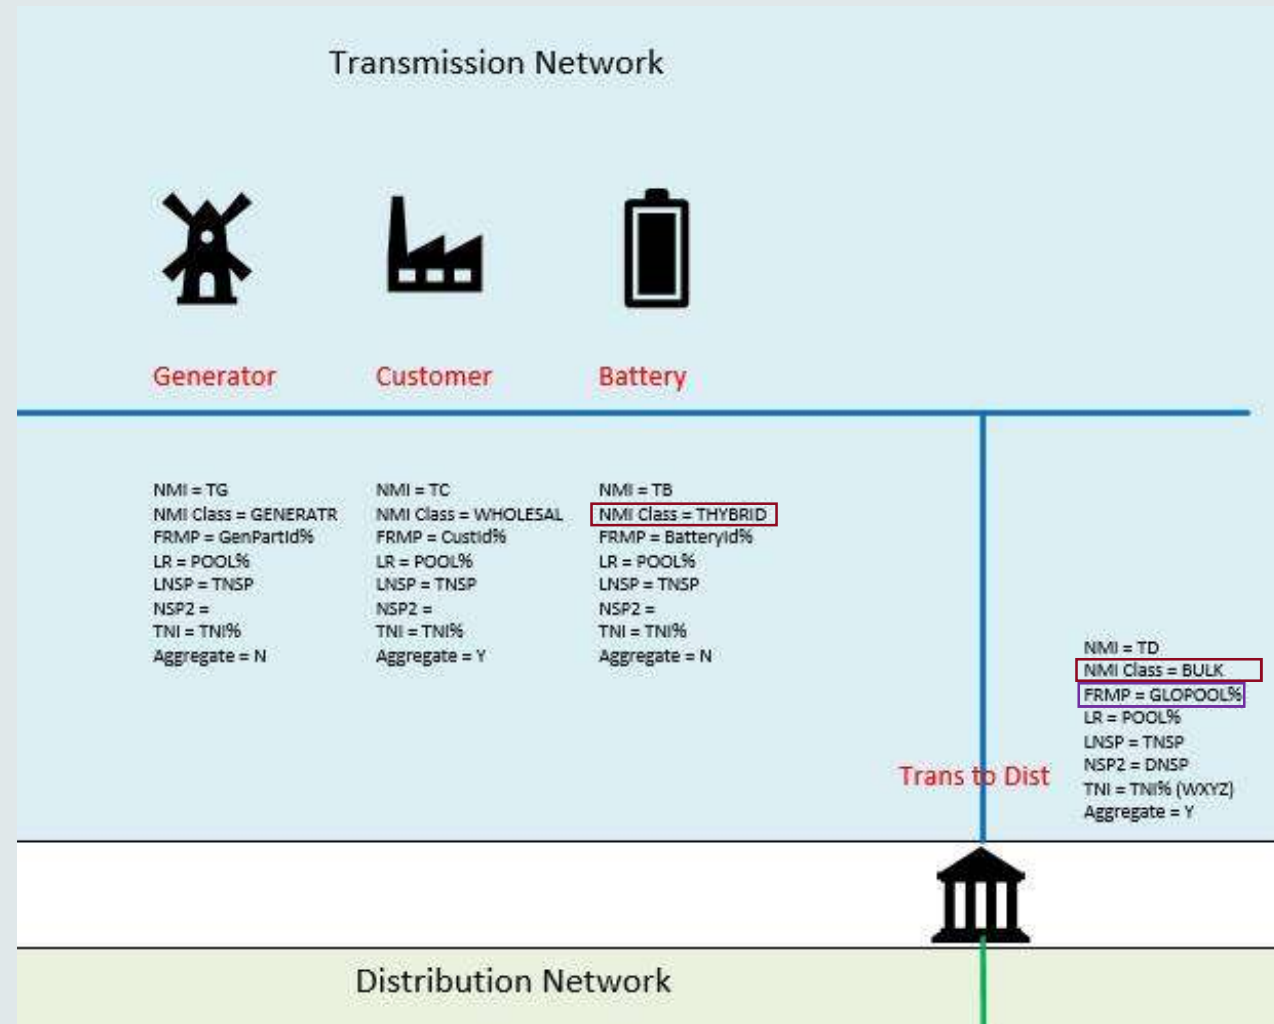 Transmission Network
Generator
Customer
Battery
NMI = TG
NMI Class = GENERATR
FRMP = GenPartId%
LR = POOL%
LNSP = TNSP
NSP2 =
TNI = TNI%
Aggregate = N
NMI = TC
NMI Class = WHOLESAL
FRMP = CustId%
LR = POOL%
LNSP = TNSP
NSP2 =
TNI = TNI%
Aggregate = Y
NMI = TB
NMI Class = THYBRID
FRMP = BatteryId%
LR = POOL%
LNSP = TNSP
NSP2 =
TNI = TNI%
Aggregate = N
NMI = TD
NMI Class = BULK
FRMP = GLOPOOL%
LR = POOL%
LNSP = TNSP
NSP2 = DNSP
TNI = TNI% (WXYZ)
Aggregate = Y
Trans to Dist
Distribution Network